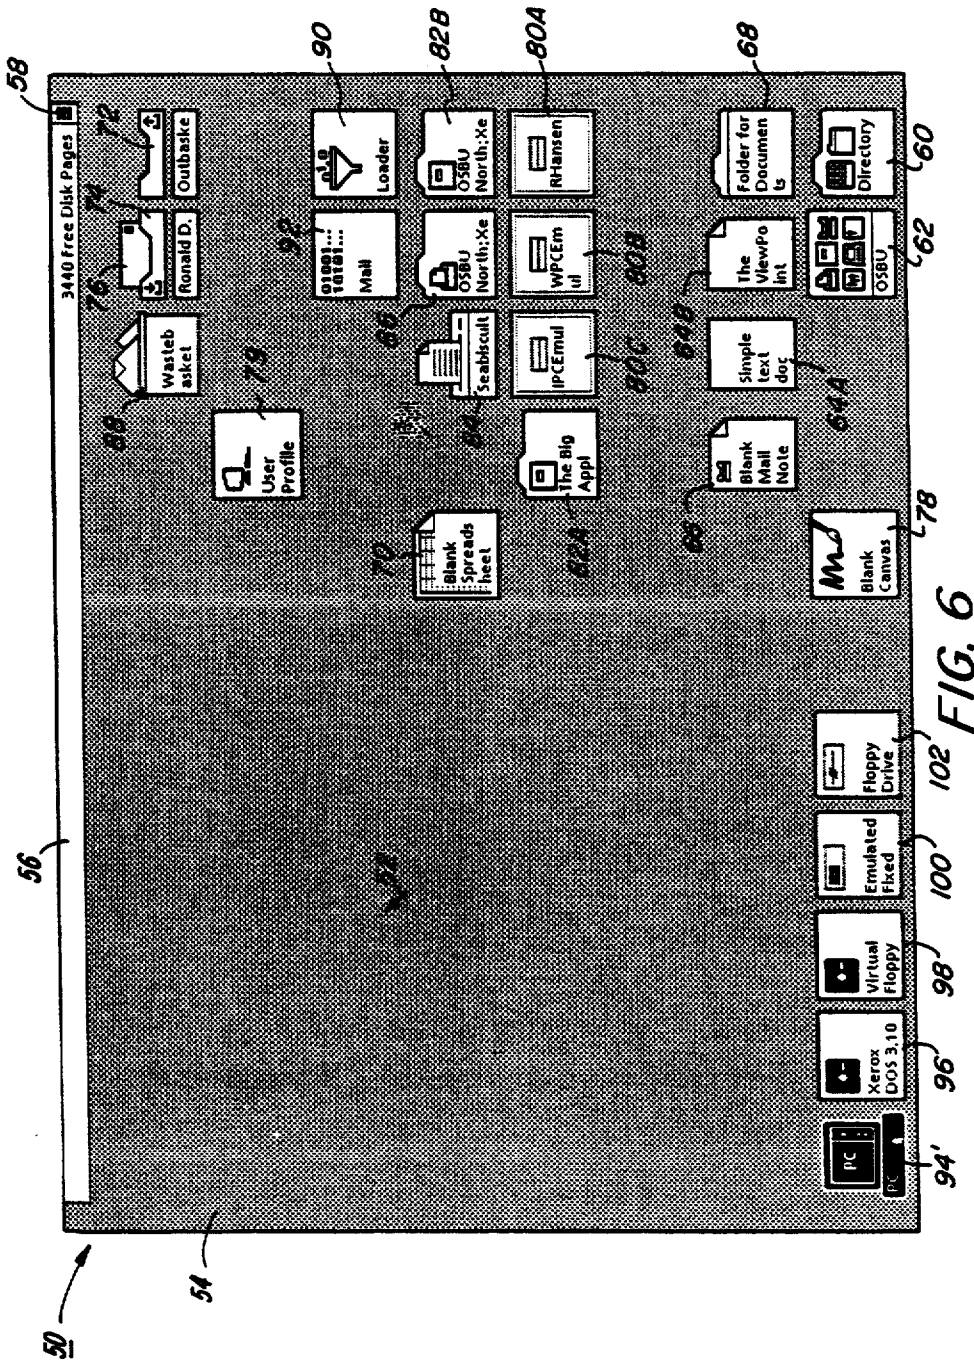 50
54
56
3440 Free Disk Pages
58
76
74
72
88
Wasteb
asket
Ronald D.
Outbaske
79
User
Profile
92
01001...
10101...
Mail
90
Loader
52
70
Blank
Spreads
heet
84
Seabiscuit
86
OSBU
North:Xe
82B
OSBU
North:Xe
82A
The Big
Appl
IPCEmul
80C
WPCEm
ul
80B
RHansen
80A
66
Blank
Mail
Note
Simple
text
doc
64A
64B
The
ViewPo
int
68
Folder for
Documen
ts
PC
PC
94'
Xerox
DOS 3.10
96
Virtual
Floppy
98
Emulated
Fixed
100
Floppy
Drive
102
Blank
Canvas
78
OSBU
62
Directory
60
FIG. 6